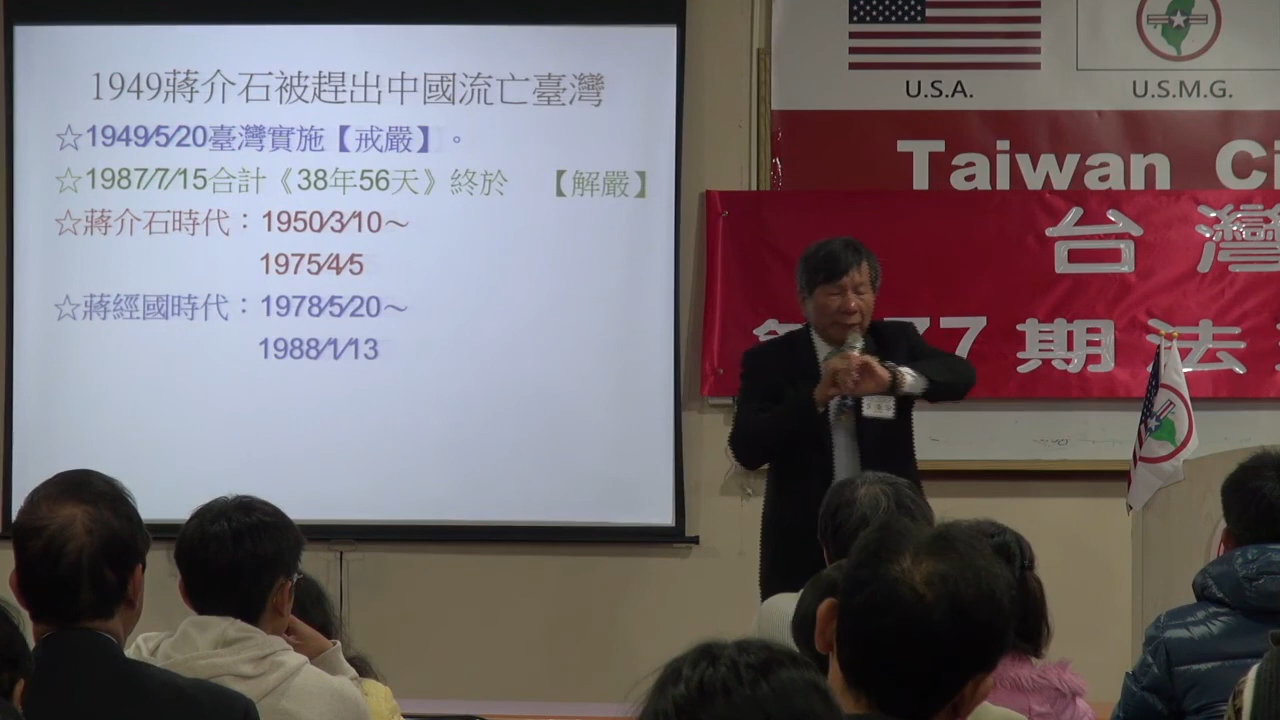 1949蔣介石被趕出中國流亡臺灣
☆1949/5/20臺灣實施【戒嚴】。
☆1987/7/15合計《38年56天》終於 【解嚴】
☆蔣介石時代：1950/3/10～
1975/4/5
☆蔣經國時代：1978/5/20～
1988/1/13
U.S.A.
U.S.M.G.
Taiwan Ci
台灣
77期法